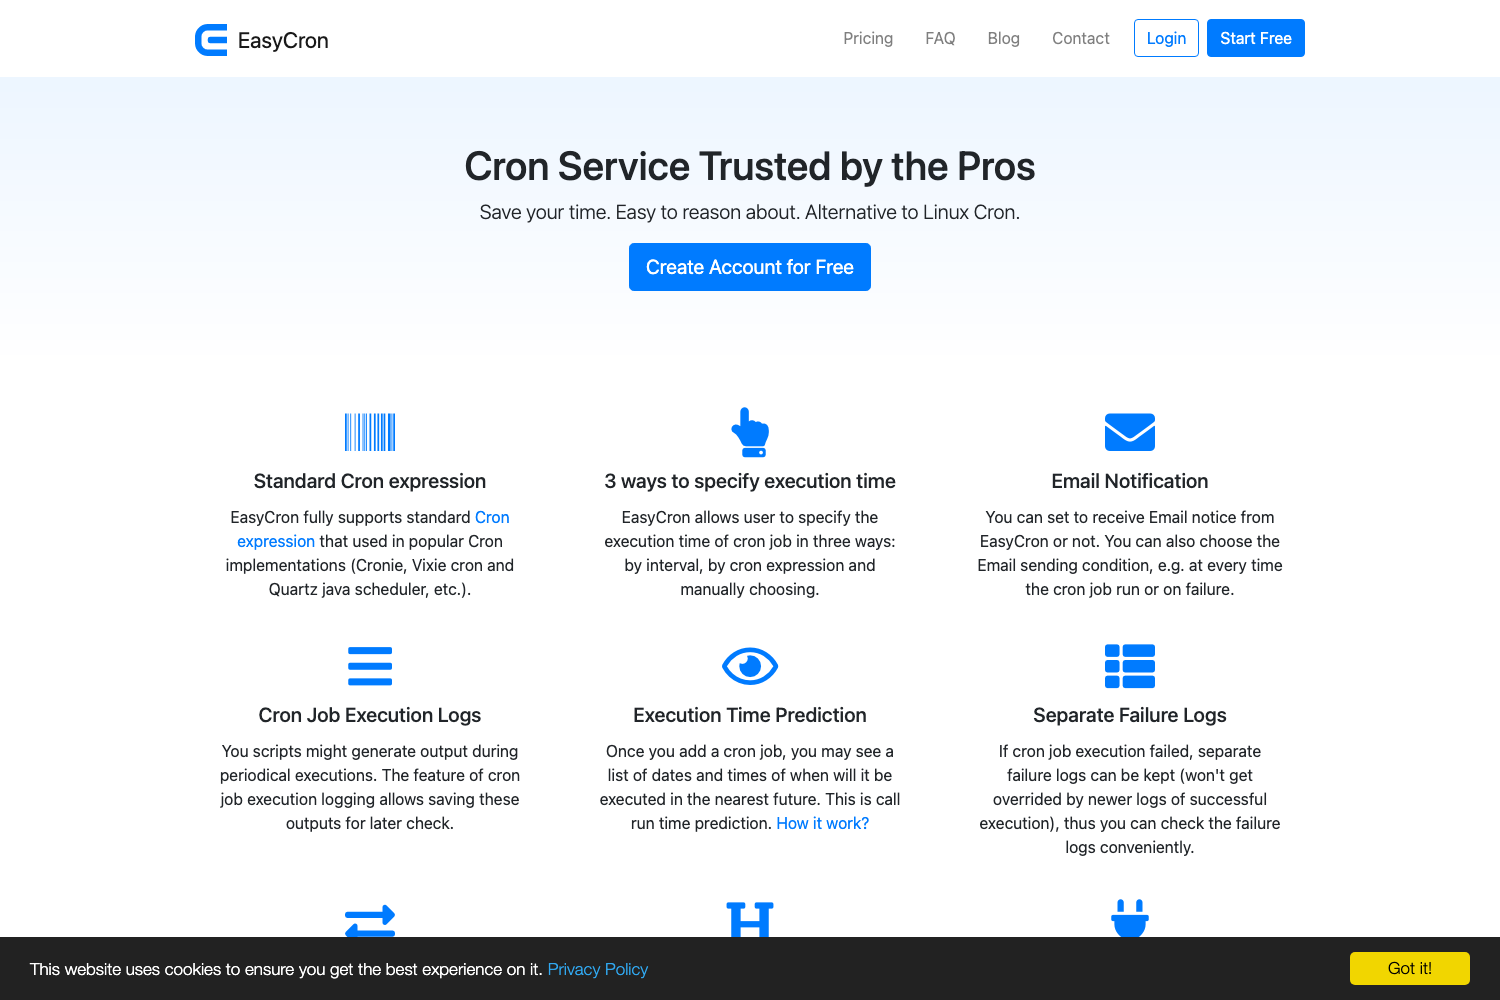 EasyCron
Pricing
FAQ
Blog
Contact
Login
Start Free
Cron Service Trusted by the Pros
Save your time. Easy to reason about. Alternative to Linux Cron.
Create Account for Free
Standard Cron expression
EasyCron fully supports standard Cron
expression that used in popular Cron
implementations (Cronie, Vixie cron and
Quartz java scheduler, etc.).
3 ways to specify execution time
EasyCron allows user to specify the
execution time of cron job in three ways:
by interval, by cron expression and
manually choosing.
Email Notification
You can set to receive Email notice from
EasyCron or not. You can also choose the
Email sending condition, e.g. at every time
the cron job run or on failure.
Cron Job Execution Logs
You scripts might generate output during
periodical executions. The feature of cron
job execution logging allows saving these
outputs for later check.
Execution Time Prediction
Once you add a cron job, you may see a
list of dates and times of when will it be
executed in the nearest future. This is call
run time prediction. How it work?
Separate Failure Logs
If cron job execution failed, separate
failure logs can be kept (won't get
overrided by newer logs of successful
execution), thus you can check the failure
logs conveniently.
This website uses cookies to ensure you get the best experience on it. Privacy Policy
Got it!